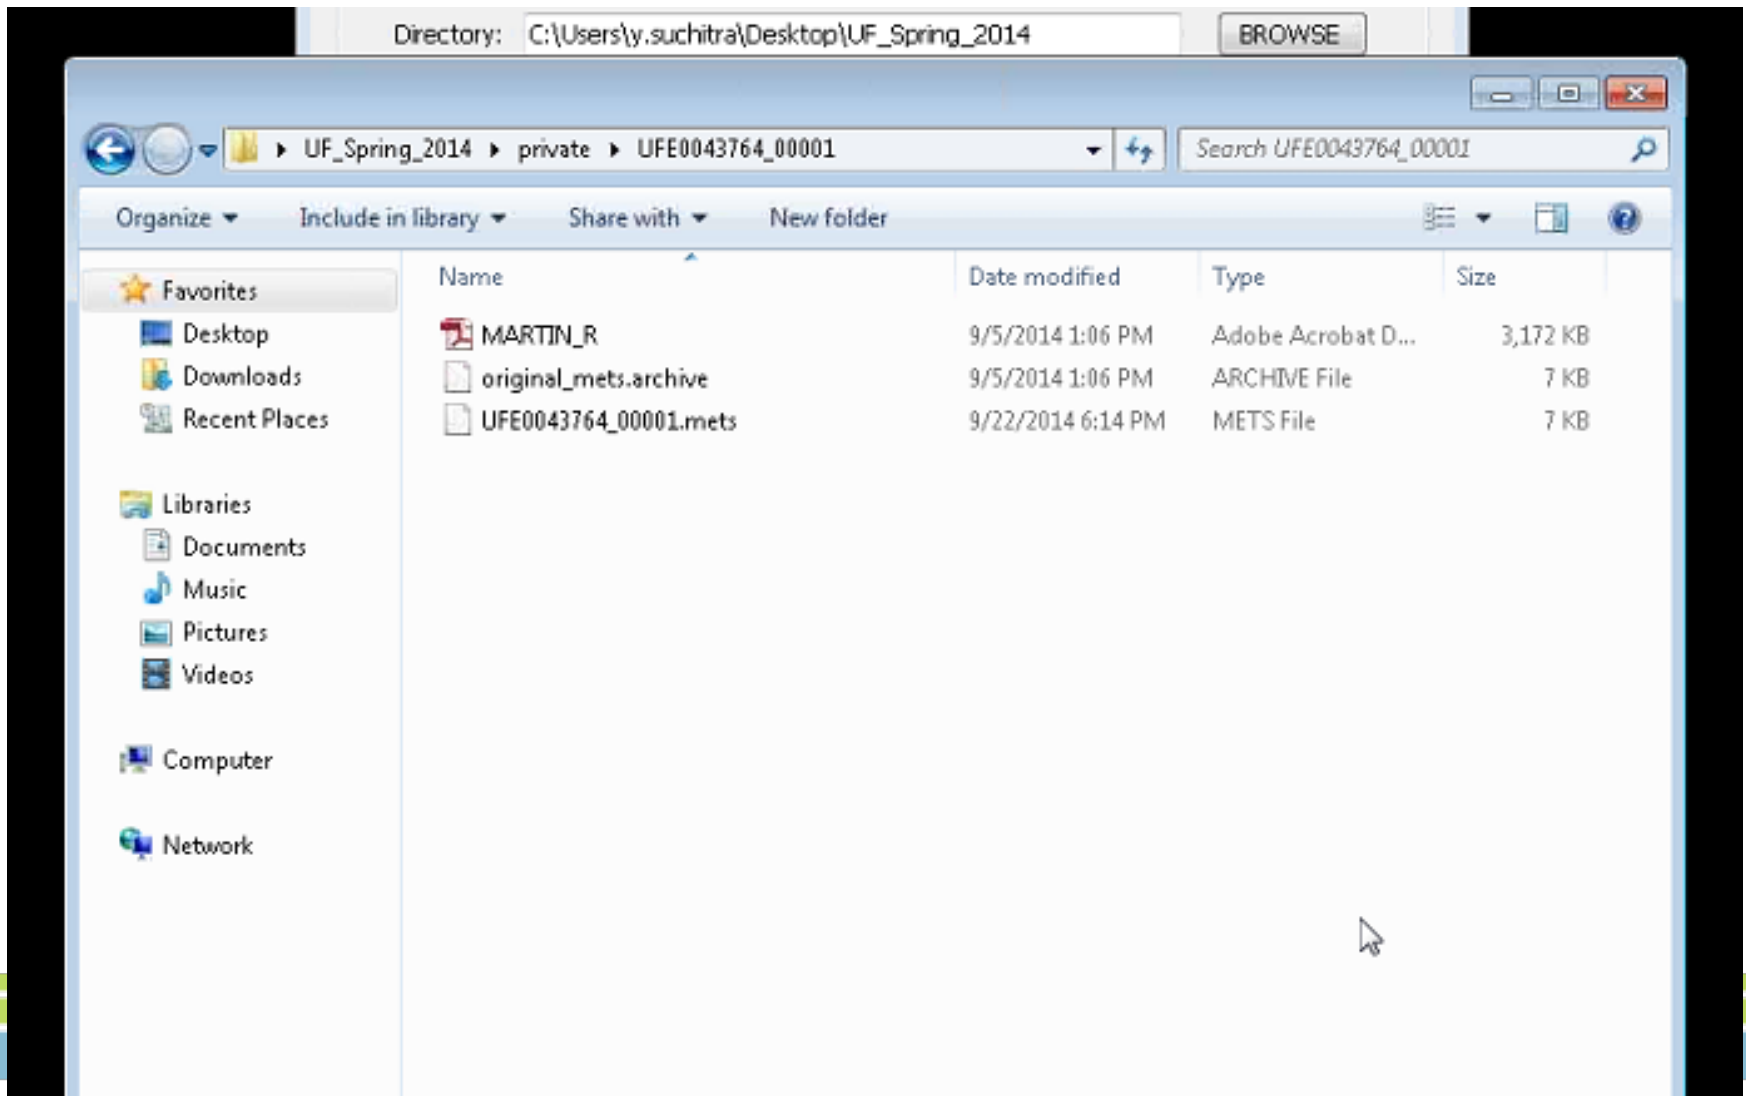 Directory: C:\Users\y.suchitra\Desktop\UF_Spring_2014 BROWSE
UF_Spring_2014 private UFE0043764_00001 Search UFE0043764_00001
Organize Include in library Share with New folder
Name Date modified Type Size
Favorites
Desktop MARTIN_R 9/5/2014 1:06 PM Adobe Acrobat D... 3,172 KB
Downloads original_mets.archive 9/5/2014 1:06 PM ARCHIVE File 7 KB
Recent Places UFE0043764_00001.mets 9/22/2014 6:14 PM METS File 7 KB
Libraries
Documents
Music
Pictures
Videos
Computer
Network